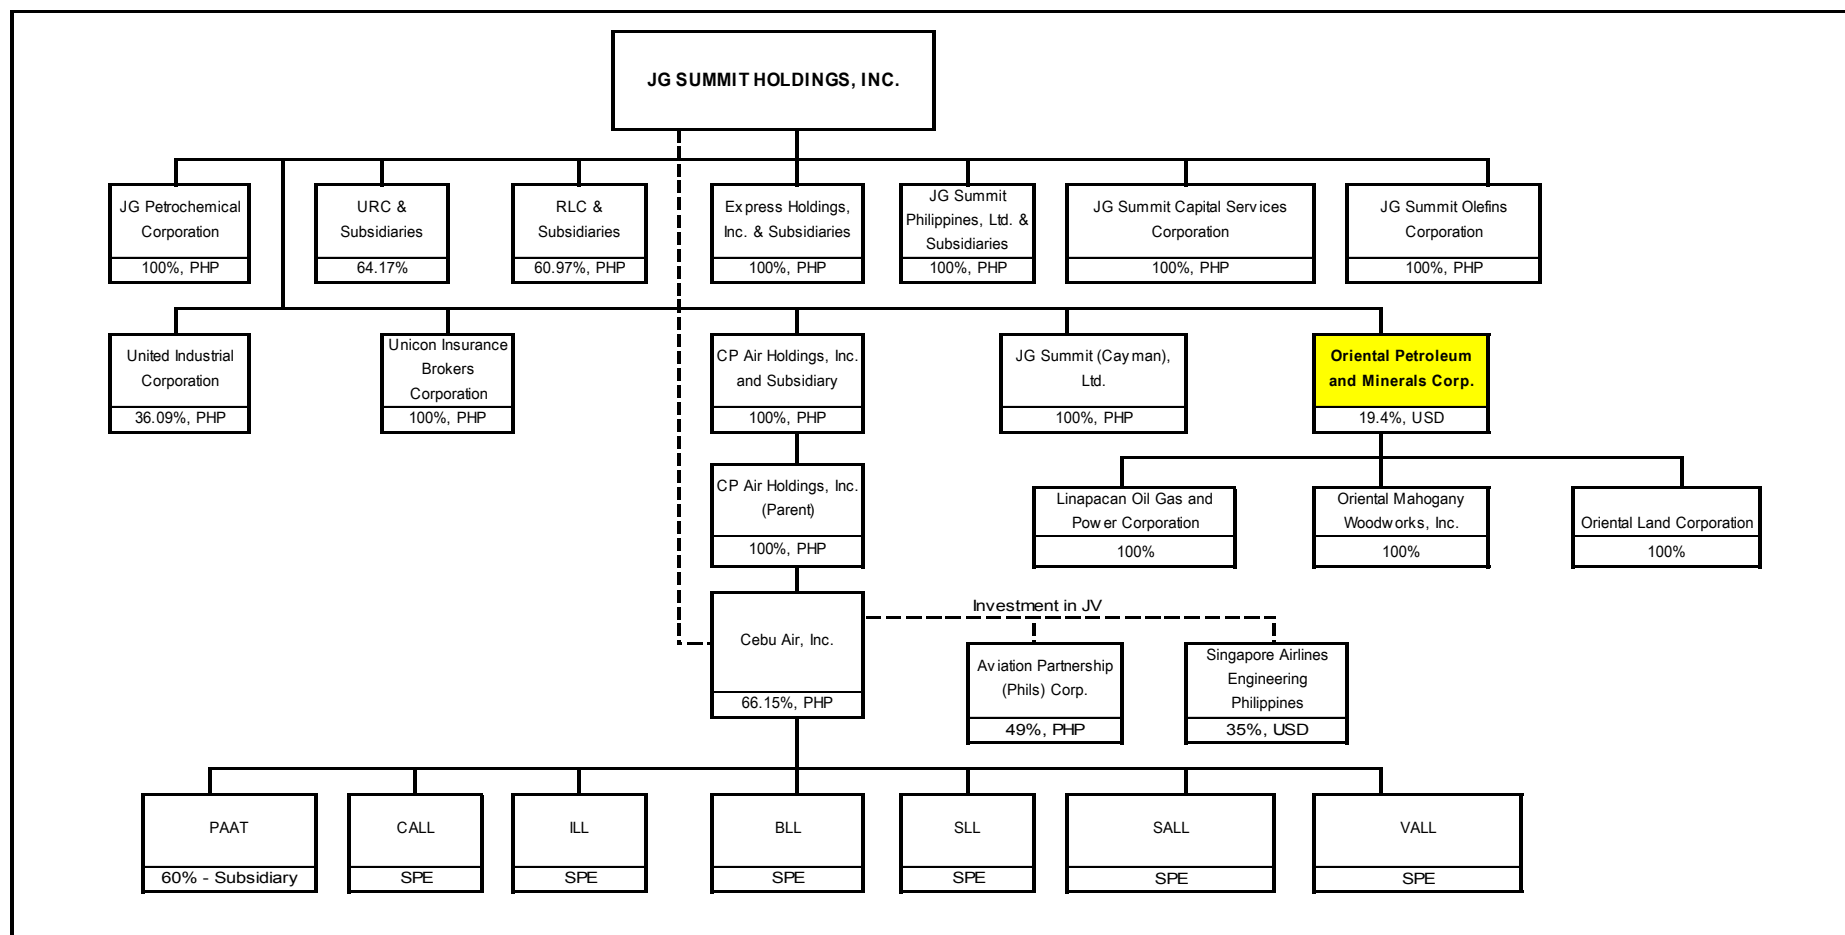 JG SUMMIT HOLDINGS, INC.
JG Petrochemical
Corporation
100%, PHP
URC &
Subsidiaries
64.17%
RLC &
Subsidiaries
60.97%, PHP
Express Holdings,
Inc. & Subsidiaries
100%, PHP
JG Summit
Philippines, Ltd. &
Subsidiaries
100%, PHP
JG Summit Capital Services
Corporation
100%, PHP
JG Summit Olefins
Corporation
100%, PHP
United Industrial
Corporation
36.09%, PHP
Unicon Insurance
Brokers
Corporation
100%, PHP
CP Air Holdings, Inc.
and Subsidiary
100%, PHP
JG Summit (Cayman),
Ltd.
100%, PHP
Oriental Petroleum
and Minerals Corp.
19.4%, USD
CP Air Holdings, Inc.
(Parent)
100%, PHP
Linapacan Oil Gas and
Power Corporation
100%
Oriental Mahogany
Woodworks, Inc.
100%
Oriental Land Corporation
100%
Cebu Air, Inc.
66.15%, PHP
Investment in JV
Aviation Partnership
(Phils) Corp.
49%, PHP
Singapore Airlines
Engineering
Philippines
35%, USD
PAAT
60% - Subsidiary
CALL
SPE
ILL
SPE
BLL
SPE
SLL
SPE
SALL
SPE
VALL
SPE